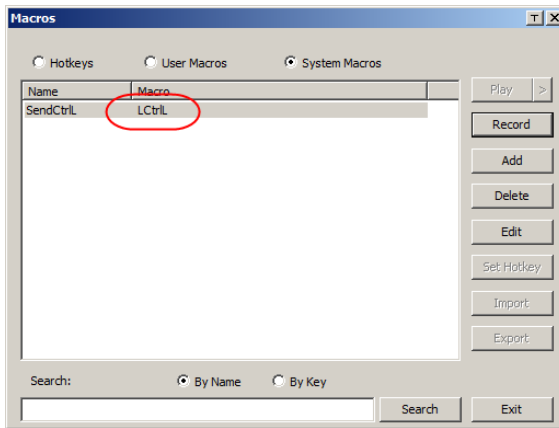 Macros
Hotkeys User Macros System Macros
Name Macro
SendCtrlL LCtrlL
Play >
Record
Add
Delete
Edit
Set Hotkey
Import
Export
Search: By Name By Key
Search Exit